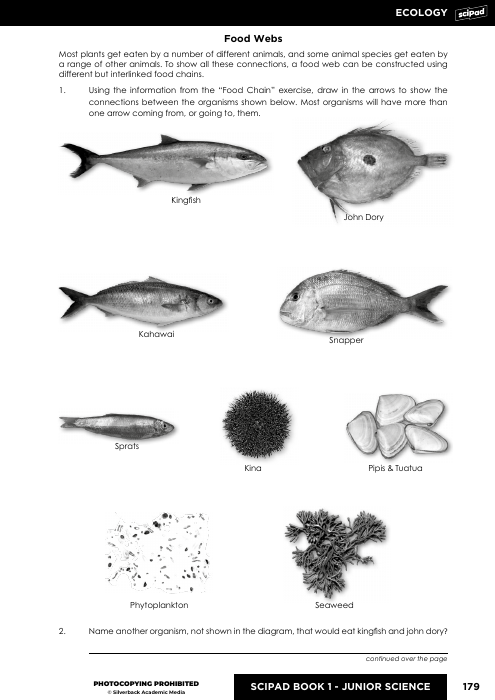 ECOLOGY scipad
Food Webs
Most plants get eaten by a number of different animals, and some animal species get eaten by
a range of other animals. To show all these connections, a food web can be constructed using
different but interlinked food chains.
1. Using the information from the “Food Chain” exercise, draw in the arrows to show the
connections between the organisms shown below. Most organisms will have more than
one arrow coming from, or going to, them.
Kingfish
John Dory
Kahawai
Snapper
Sprats
Kina
Pipis & Tuatua
Phytoplankton
Seaweed
2. Name another organism, not shown in the diagram, that would eat kingfish and john dory?
continued over the page
PHOTOCOPYING PROHIBITED
© Silverback Academic Media
SCIPAD BOOK 1 - JUNIOR SCIENCE
179